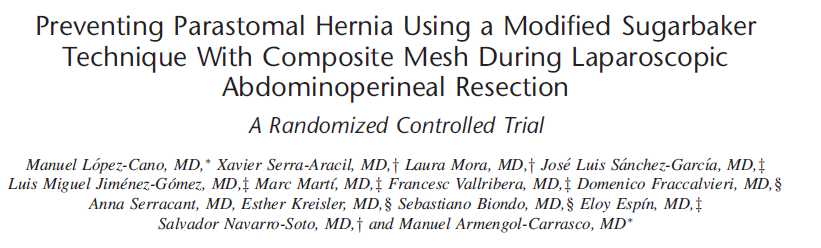 Preventing Parastomal Hernia Using a Modified Sugarbaker
Technique With Composite Mesh During Laparoscopic
Abdominoperineal Resection
A Randomized Controlled Trial
Manuel López-Cano, MD,* Xavier Serra-Aracil, MD,† Laura Mora, MD,† José Luis Sánchez-García, MD,‡
Luis Miguel Jiménez-Gómez, MD,‡ Marc Martí, MD,‡ Francesc Vallribera, MD,‡ Domenico Fraccalvieri, MD,§
Anna Serracant, MD, Esther Kreisler, MD,§ Sebastiano Biondo, MD,§ Eloy Espín, MD,‡
Salvador Navarro-Soto, MD,† and Manuel Armengol-Carrasco, MD*